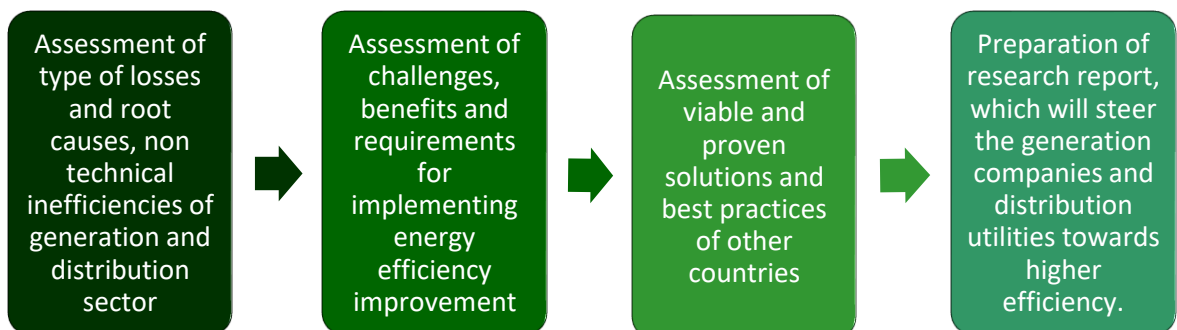 Assessment of
type of losses
and root
causes, non
technical
inefficiencies of
generation and
distribution
sector
Assessment of
challenges,
benefits and
requirements
for
implementing
energy
efficiency
improvement
Assessment of
viable and
proven
solutions and
best practices
of other
countries
Preparation of
research report,
which will steer
the generation
companies and
distribution
utilities towards
higher
efficiency.